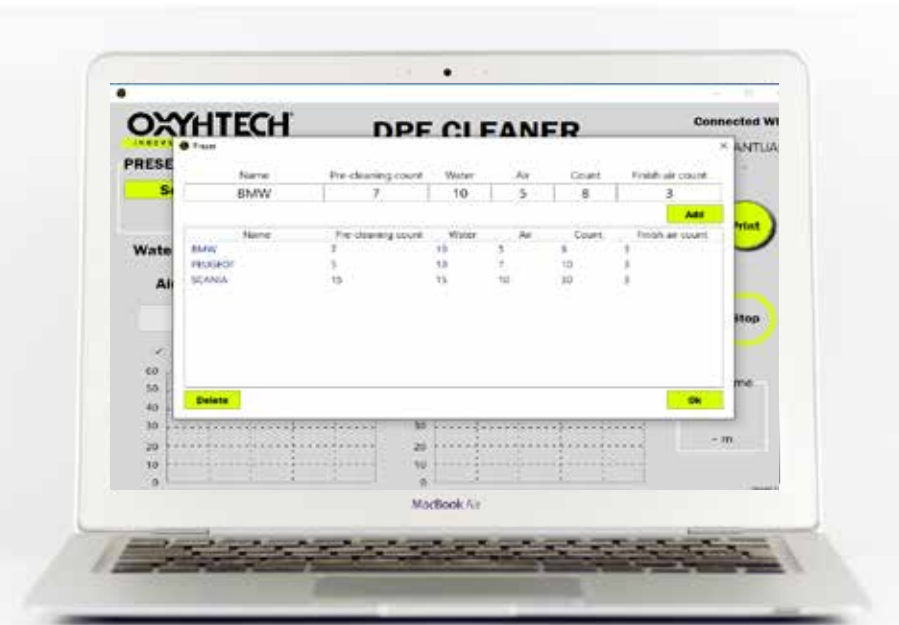 OXYHTECH
DPF CLEANER
Connected
Preset
PRESE
Name Pre-cleaning count Water Air Count Finish air count
BMW 7 10 5 8 3
Add
Print
Name Pre-cleaning count Water Air Count Finish air count
BMW 7 10 5 8 3
PEUGEOT 5 10 7 10 3
SCANIA 15 15 10 30 3
Wate
Stop
Delete
Ok
60
50
40
30 30
20 20
10 10
0 0
- m
MacBook Air